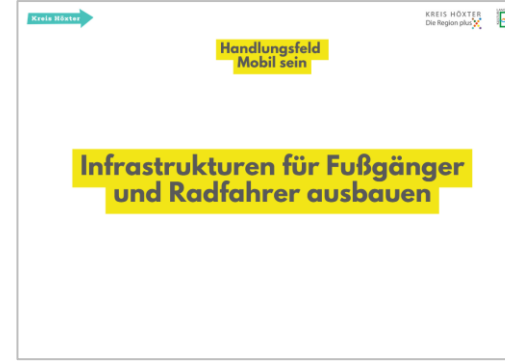 Kreis Höxter
KREIS HÖXTER
Die Region plus
Handlungsfeld
Mobil sein
Infrastrukturen für Fußgänger
und Radfahrer ausbauen